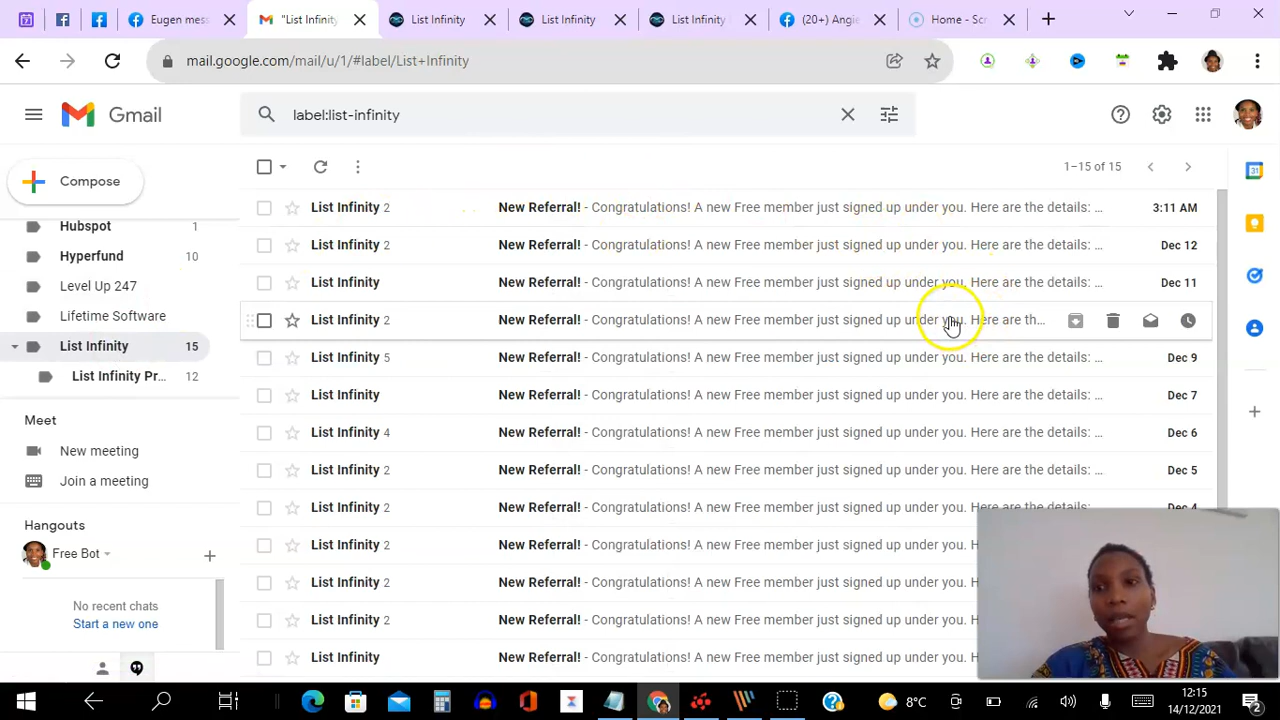 Eugen mess
"List Infinity
List Infinity
List Infinity
List Infinity
(20+) Angie
Home - Scr
mail.google.com/mail/u/1/#label/List+Infinity
Gmail
label:list-infinity
Compose
1–15 of 15
Hubspot 1
Hyperfund 10
Level Up 247
Lifetime Software
List Infinity 15
List Infinity Pr... 12
Meet
New meeting
Join a meeting
Hangouts
Free Bot
No recent chats
Start a new one
List Infinity 2 New Referral! - Congratulations! A new Free member just signed up under you. Here are the details: ... 3:11 AM
List Infinity 2 New Referral! - Congratulations! A new Free member just signed up under you. Here are the details: ... Dec 12
List Infinity New Referral! - Congratulations! A new Free member just signed up under you. Here are the details: ... Dec 11
List Infinity 2 New Referral! - Congratulations! A new Free member just signed up under you. Here are th...
List Infinity 5 New Referral! - Congratulations! A new Free member just signed up under you. Here are the details: ... Dec 9
List Infinity New Referral! - Congratulations! A new Free member just signed up under you. Here are the details: ... Dec 7
List Infinity 4 New Referral! - Congratulations! A new Free member just signed up under you. Here are the details: ... Dec 6
List Infinity 2 New Referral! - Congratulations! A new Free member just signed up under you. Here are the details: ... Dec 5
List Infinity 2 New Referral! - Congratulations! A new Free member just signed up under you. Here are the details: ... Dec 4
List Infinity 2 New Referral! - Congratulations! A new Free member just signed up under you. H
List Infinity 2 New Referral! - Congratulations! A new Free member just signed up under you. H
List Infinity 2 New Referral! - Congratulations! A new Free member just signed up under you. H
List Infinity New Referral! - Congratulations! A new Free member just signed up under you. H
8°C
12:15
14/12/2021
2